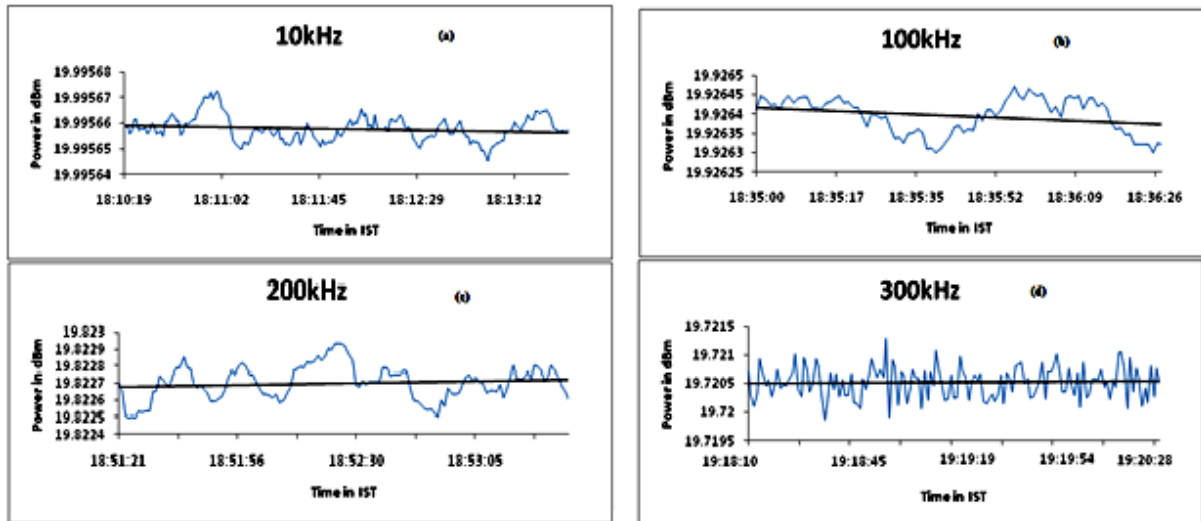 10kHz (a)
Power in dBm
19.99568
19.99567
19.99566
19.99565
19.99564
18:10:19 18:11:02 18:11:45 18:12:29 18:13:12
Time in IST
100kHz (b)
Power in dBm
19.9265
19.92645
19.9264
19.92635
19.9263
19.92625
18:35:00 18:35:17 18:35:35 18:35:52 18:36:09 18:36:26
Time in IST
200kHz (c)
Power in dBm
19.823
19.8229
19.8228
19.8227
19.8226
19.8225
19.8224
18:51:21 18:51:56 18:52:30 18:53:05
Time in IST
300kHz (d)
Power in dBm
19.7215
19.721
19.7205
19.72
19.7195
19:18:10 19:18:45 19:19:19 19:19:54 19:20:28
Time in IST